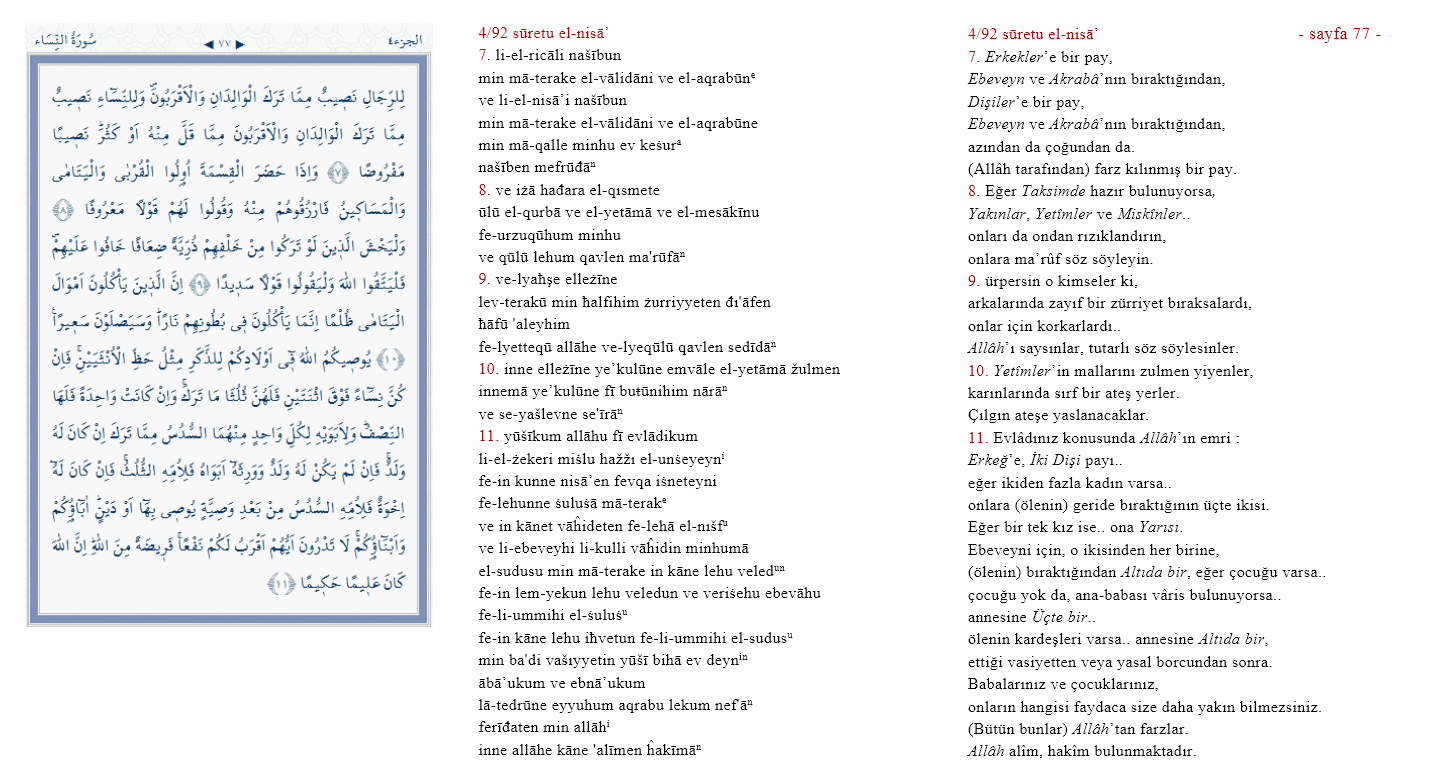 سُورَةُ النِّسَاء
◀ ٧٧ ▶
الجزء٤
لِلرِّجَالِ نَصٖيبٌ مِمَّا تَرَكَ الْوَالِدَانِ وَالْاَقْرَبُونَۖ وَلِلنِّسَٓاءِ نَصٖيبٌ
مِمَّا تَرَكَ الْوَالِدَانِ وَالْاَقْرَبُونَ مِمَّا قَلَّ مِنْهُ اَوْ كَثُرَؕ نَصٖيبًا
مَفْرُوضًا ﴿٧﴾ وَاِذَا حَضَرَ الْقِسْمَةَ اُو۬لُوا الْقُرْبٰى وَالْيَتَامٰى
وَالْمَسَاكٖينُ فَارْزُقُوهُمْ مِنْهُ وَقُولُوا لَهُمْ قَوْلًا مَعْرُوفًا ﴿٨﴾
وَلْيَخْشَ الَّذٖينَ لَوْ تَرَكُوا مِنْ خَلْفِهِمْ ذُرِّيَّةً ضِعَافًا خَافُوا عَلَيْهِمْۖ
فَلْيَتَّقُوا اللّٰهَ وَلْيَقُولُوا قَوْلًا سَدٖيدًا ﴿٩﴾ اِنَّ الَّذٖينَ يَأْكُلُونَ اَمْوَالَ
الْيَتَامٰى ظُلْمًا اِنَّمَا يَأْكُلُونَ فٖى بُطُونِهِمْ نَارًاؕ وَسَيَصْلَوْنَ سَعٖيرًاۚ
﴿١٠﴾ يُوصٖيكُمُ اللّٰهُ فٖٓى اَوْلَادِكُمْ لِلذَّكَرِ مِثْلُ حَظِّ الْاُنْثَيَيْنِۚ فَاِنْ
كُنَّ نِسَٓاءً فَوْقَ اثْنَتَيْنِ فَلَهُنَّ ثُلُثَا مَا تَرَكَۚ وَاِنْ كَانَتْ وَاحِدَةً فَلَهَا
النِّصْفُؕ وَلِاَبَوَيْهِ لِكُلِّ وَاحِدٍ مِنْهُمَا السُّدُسُ مِمَّا تَرَكَ اِنْ كَانَ لَهُ
وَلَدٌۚ فَاِنْ لَمْ يَكُنْ لَهُ وَلَدٌ وَوَرِثَهُٓ اَبَوَاهُ فَلِاُمِّهِ الثُّلُثُۚ فَاِنْ كَانَ لَهُٓ
اِخْوَةٌ فَلِاُمِّهِ السُّدُسُ مِنْ بَعْدِ وَصِيَّةٍ يُوصٖى بِهَٓا اَوْ دَيْنٍؕ اٰبَٓاؤُ۬كُمْ
وَاَبْنَٓاؤُ۬كُمْۚ لَا تَدْرُونَ اَيُّهُمْ اَقْرَبُ لَكُمْ نَفْعًاؕ فَرٖيضَةً مِنَ اللّٰهِؕ اِنَّ اللّٰهَ
كَانَ عَلٖيمًا حَكٖيمًا ﴿١١﴾
4/92 sūretu el-nisā’
7. li-el-ricāli našībun
min mā-terake el-vālidāni ve el-aqrabūnᵉ
ve li-el-nisā’i našībun
min mā-terake el-vālidāni ve el-aqrabūne
min mā-qalle minhu ev keṡurᵃ
našīben mefrūđāⁿ
8. ve iżā hađara el-qısmete
ūlū el-qurbā ve el-yetāmā ve el-mesākīnu
fe-urzuqūhum minhu
ve qūlū lehum qavlen ma'rūfāⁿ
9. ve-lyaħşe elleżīne
lev-terakū min ħalfihim żurriyyeten đı'āfen
ħāfū 'aleyhim
fe-lyetteqū allāhe ve-lyeqūlū qavlen sedīdāⁿ
10. inne elleżīne ye’kulūne emvāle el-yetāmā žulmen
innemā ye’kulūne fī buŧūnihim nārāⁿ
ve se-yašlevne se'īrāⁿ
11. yūšīkum allāhu fī evlādikum
li-el-żekeri miṡlu hažžı el-unṡeyeynⁱ
fe-in kunne nisā’en fevqa iṡneteyni
fe-lehunne ṡuluṡā mā-terakᵉ
ve in kānet vāĥideten fe-lehā el-nıšfᵘ
ve li-ebeveyhi li-kulli vāĥidin minhumā
el-sudusu min mā-terake in kāne lehu veledᵘⁿ
fe-in lem-yekun lehu veledun ve veriṡehu ebevāhu
fe-li-ummihi el-ṡuluṡᵘ
fe-in kāne lehu iħvetun fe-li-ummihi el-sudusᵘ
min ba'di vašıyyetin yūšī bihā ev deynⁱⁿ
ābā’ukum ve ebnā’ukum
lā-tedrūne eyyuhum aqrabu lekum nef'āⁿ
ferīđaten min allāhⁱ
inne allāhe kāne 'alīmen ĥakīmāⁿ
4/92 sūretu el-nisā’ - sayfa 77 -
7. Erkekler’e bir pay,
Ebeveyn ve Akrabâ’nın bıraktığından,
Dişiler’e bir pay,
Ebeveyn ve Akrabâ’nın bıraktığından,
azından da çoğundan da.
(Allâh tarafından) farz kılınmış bir pay.
8. Eğer Taksimde hazır bulunuyorsa,
Yakınlar, Yetîmler ve Miskînler..
onları da ondan rızıklandırın,
onlara ma’rûf söz söyleyin.
9. ürpersin o kimseler ki,
arkalarında zayıf bir zürriyet bıraksalardı,
onlar için korkarlardı..
Allâh’ı saysınlar, tutarlı söz söylesinler.
10. Yetîmler’in mallarını zulmen yiyenler,
karınlarında sırf bir ateş yerler.
Çılgın ateşe yaslanacaklar.
11. Evlâdınız konusunda Allâh’ın emri :
Erkeğ’e, İki Dişi payı..
eğer ikiden fazla kadın varsa..
onlara (ölenin) geride bıraktığının üçte ikisi.
Eğer bir tek kız ise.. ona Yarısı.
Ebeveyni için, o ikisinden her birine,
(ölenin) bıraktığından Altıda bir, eğer çocuğu varsa..
çocuğu yok da, ana-babası vâris bulunuyorsa..
annesine Üçte bir..
ölenin kardeşleri varsa.. annesine Altıda bir,
ettiği vasiyetten veya yasal borcundan sonra.
Babalarınız ve çocuklarınız,
onların hangisi faydaca size daha yakın bilmezsiniz.
(Bütün bunlar) Allâh’tan farzlar.
Allâh alîm, hakîm bulunmaktadır.